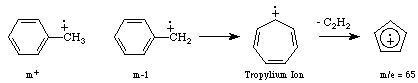 CH₃
CH₂
- C₂H₂
m⁺
m-1
Tropylium Ion
m/e = 65